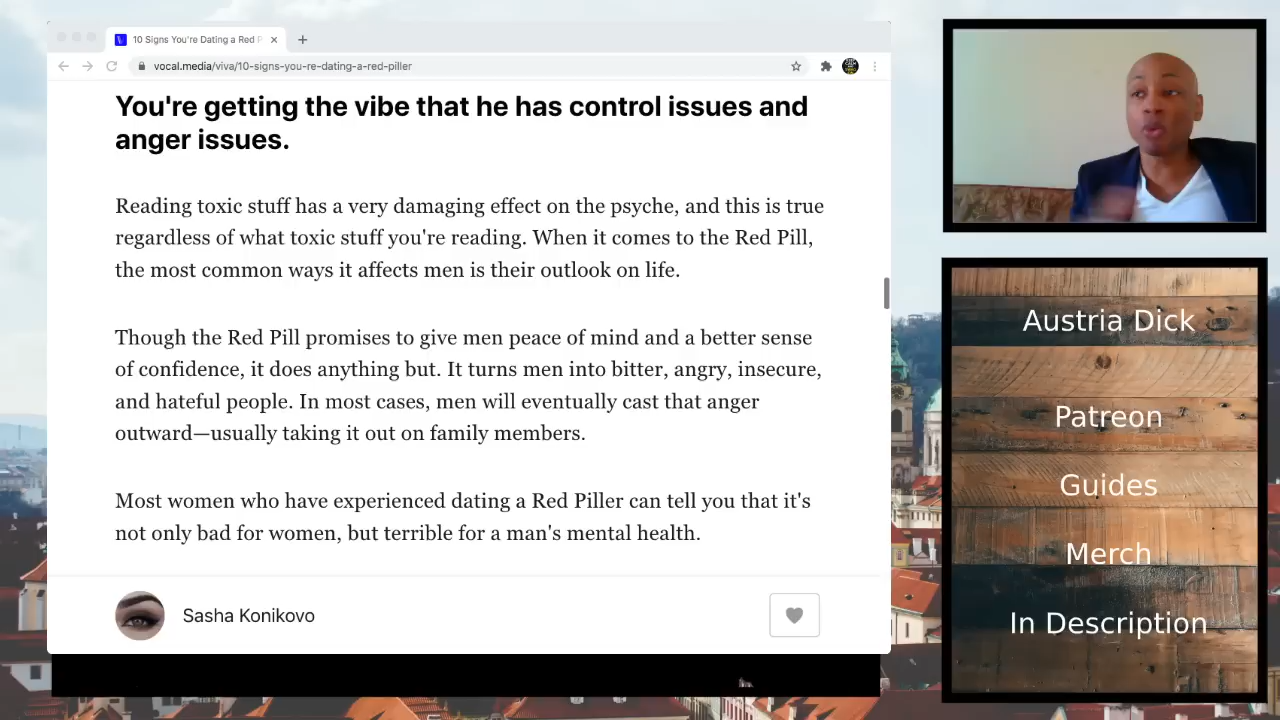 10 Signs You're Dating a Red P
vocal.media/viva/10-signs-you-re-dating-a-red-piller
You're getting the vibe that he has control issues and
anger issues.
Reading toxic stuff has a very damaging effect on the psyche, and this is true
regardless of what toxic stuff you're reading. When it comes to the Red Pill,
the most common ways it affects men is their outlook on life.
Though the Red Pill promises to give men peace of mind and a better sense
of confidence, it does anything but. It turns men into bitter, angry, insecure,
and hateful people. In most cases, men will eventually cast that anger
outward—usually taking it out on family members.
Most women who have experienced dating a Red Piller can tell you that it's
not only bad for women, but terrible for a man's mental health.
Sasha Konikovo
Austria Dick
Patreon
Guides
Merch
In Description